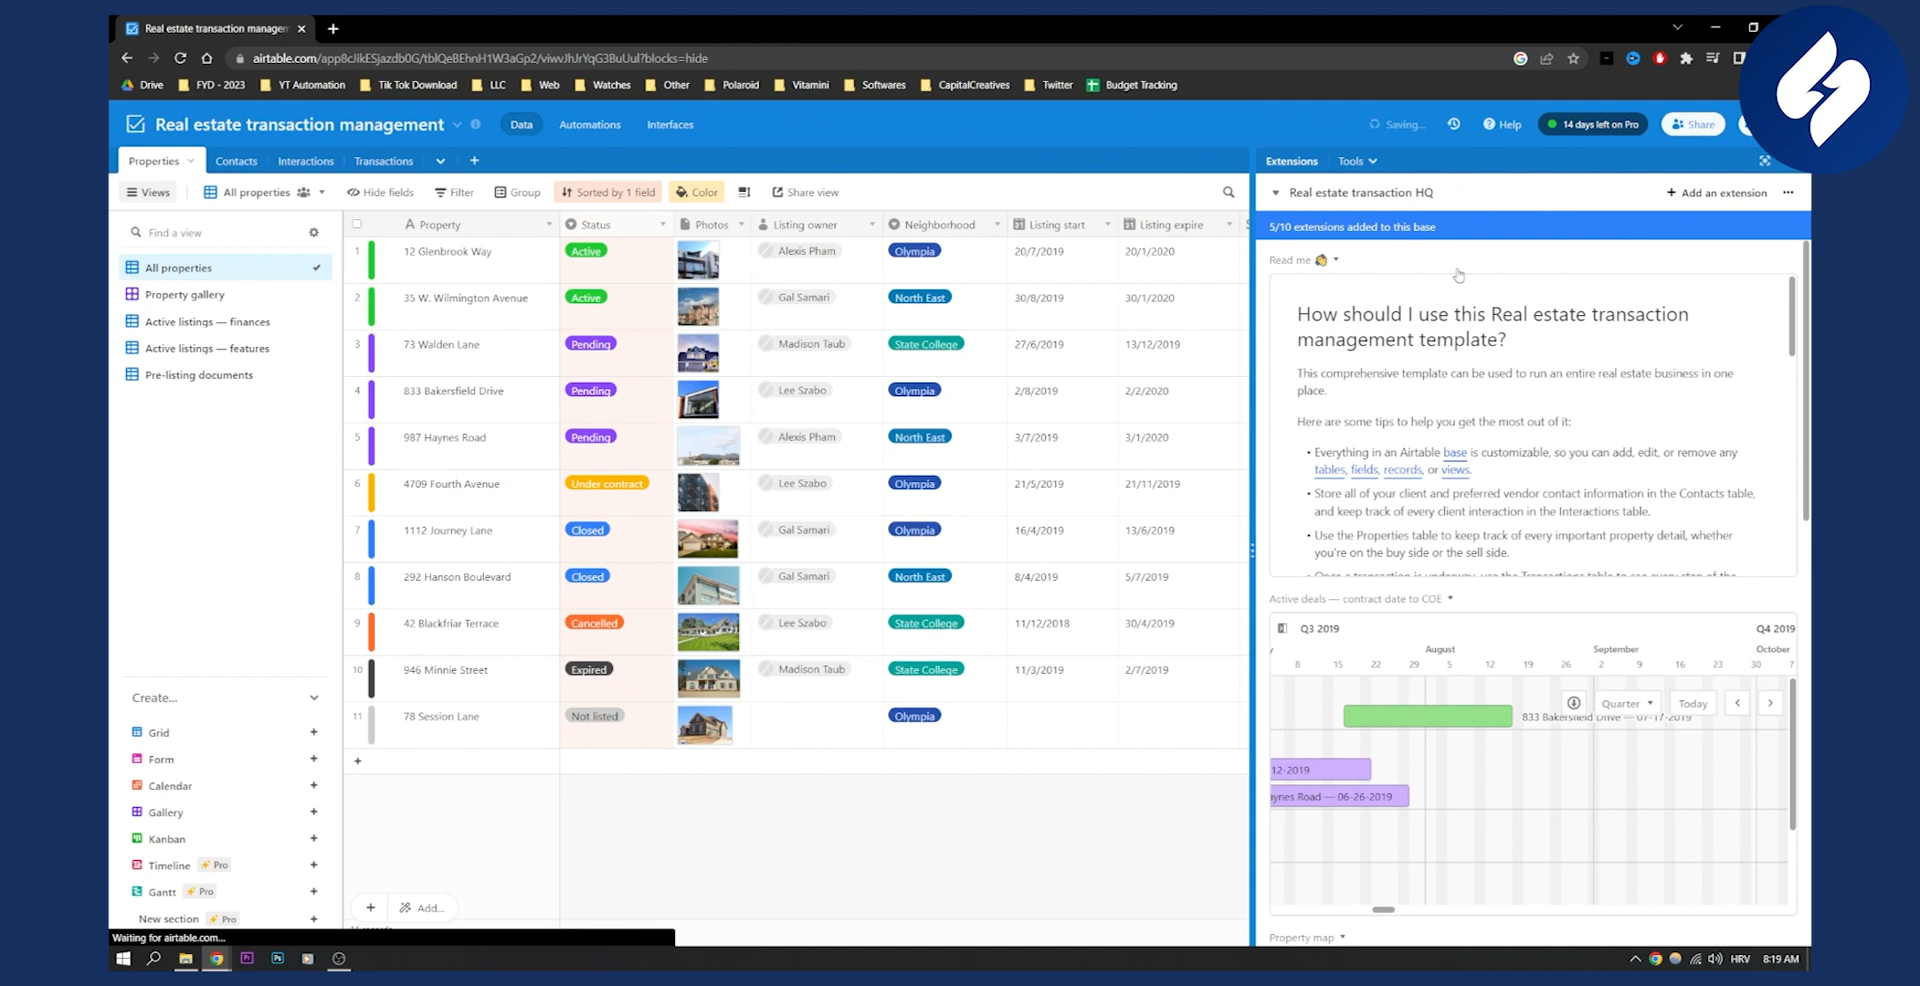 Real estate transaction managem
airtable.com/app8cJikESjazdb0G/tblQeBEhnH1W3aGp2/viwvJhJrYqG3BuUuI?blocks=hide
Drive FYD - 2023 YT Automation Tik Tok Download LLC Web Watches Other Polaroid Vitamini Softwares CapitalCreatives Twitter Budget Tracking
Real estate transaction management Data Automations Interfaces Saving... Help 14 days left on Pro Share
Properties Contacts Interactions Transactions Extensions Tools
Views All properties Hide fields Filter Group Sorted by 1 field Color Share view
Real estate transaction HQ Add an extension
5/10 extensions added to this base
Find a view
All properties
Property gallery
Active listings — finances
Active listings — features
Pre-listing documents
Create...
Grid
Form
Calendar
Gallery
Kanban
Timeline Pro
Gantt Pro
New section Pro
Property Status Photos Listing owner Neighborhood Listing start Listing expire
1 12 Glenbrook Way Active Alexis Pham Olympia 20/7/2019 20/1/2020
2 35 W. Wilmington Avenue Active Gal Samari North East 30/8/2019 30/1/2020
3 73 Walden Lane Pending Madison Taub State College 27/6/2019 13/12/2019
4 833 Bakersfield Drive Pending Lee Szabo Olympia 2/8/2019 2/2/2020
5 987 Haynes Road Pending Alexis Pham North East 3/7/2019 3/1/2020
6 4709 Fourth Avenue Under contract Lee Szabo Olympia 21/5/2019 21/11/2019
7 1112 Journey Lane Closed Gal Samari Olympia 16/4/2019 13/6/2019
8 292 Hanson Boulevard Closed Gal Samari North East 8/4/2019 5/7/2019
9 42 Blackfriar Terrace Cancelled Lee Szabo State College 11/12/2018 30/4/2019
10 946 Minnie Street Expired Madison Taub State College 11/3/2019 2/7/2019
11 78 Session Lane Not listed Olympia
Add...
Read me
How should I use this Real estate transaction
management template?
This comprehensive template can be used to run an entire real estate business in one
place.
Here are some tips to help you get the most out of it:
• Everything in an Airtable base is customizable, so you can add, edit, or remove any
tables, fields, records, or views.
• Store all of your client and preferred vendor contact information in the Contacts table,
and keep track of every client interaction in the Interactions table.
• Use the Properties table to keep track of every important property detail, whether
you're on the buy side or the sell side.
• Once a transaction is underway, use the Transactions table to see every step of the
Active deals — contract date to COE
Q3 2019 Q4 2019
August September October
8 15 22 29 5 12 19 26 2 9 16 23 30 7
Quarter Today
833 Bakersfield Drive — 07-17-2019
12-2019
aynes Road — 06-26-2019
Property map
Waiting for airtable.com...
HRV 8:19 AM